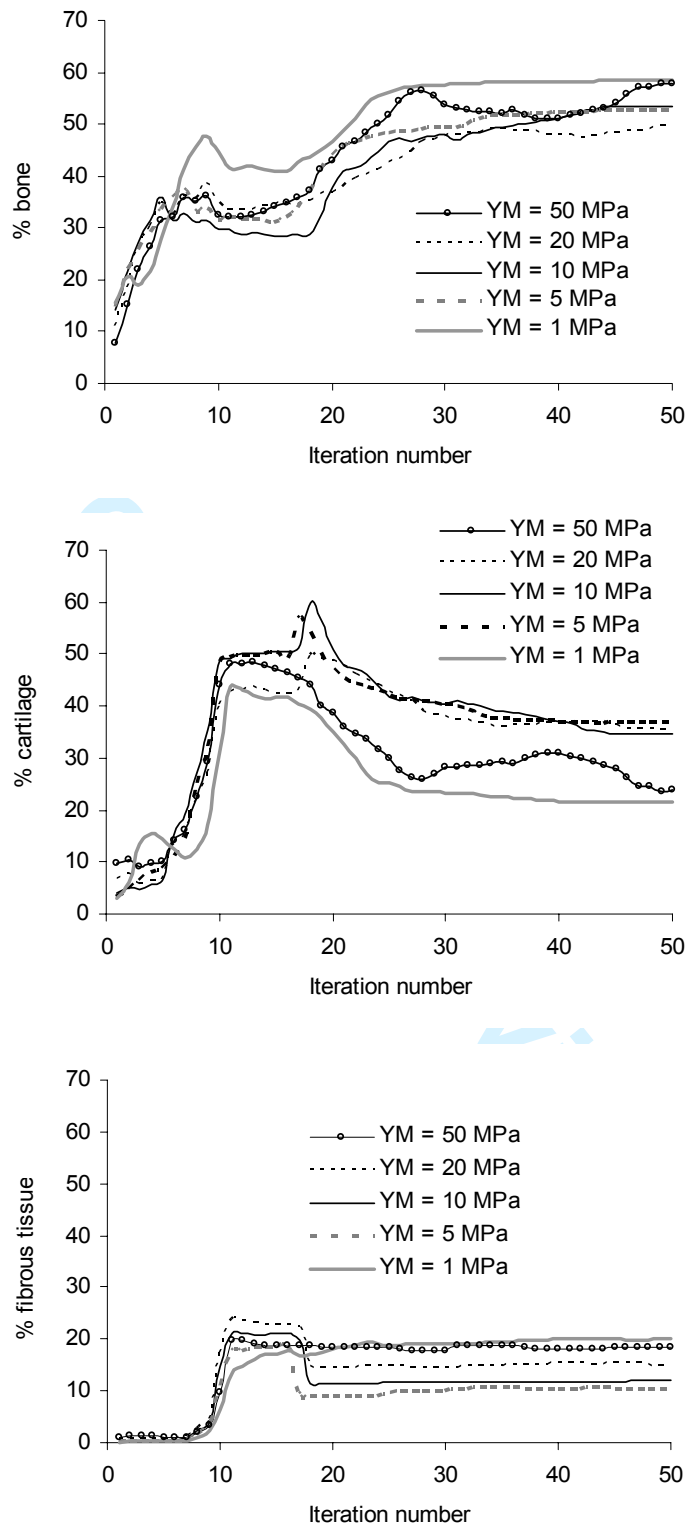 70
60
50
40
30
20
10
0
% bone
0 10 20 30 40 50
Iteration number
YM = 50 MPa
YM = 20 MPa
YM = 10 MPa
YM = 5 MPa
YM = 1 MPa
YM = 50 MPa
YM = 20 MPa
YM = 10 MPa
YM = 5 MPa
YM = 1 MPa
70
60
50
40
30
20
10
0
% cartilage
0 10 20 30 40 50
Iteration number
70
60
50
40
30
20
10
0
% fibrous tissue
YM = 50 MPa
YM = 20 MPa
YM = 10 MPa
YM = 5 MPa
YM = 1 MPa
0 10 20 30 40 50
Iteration number